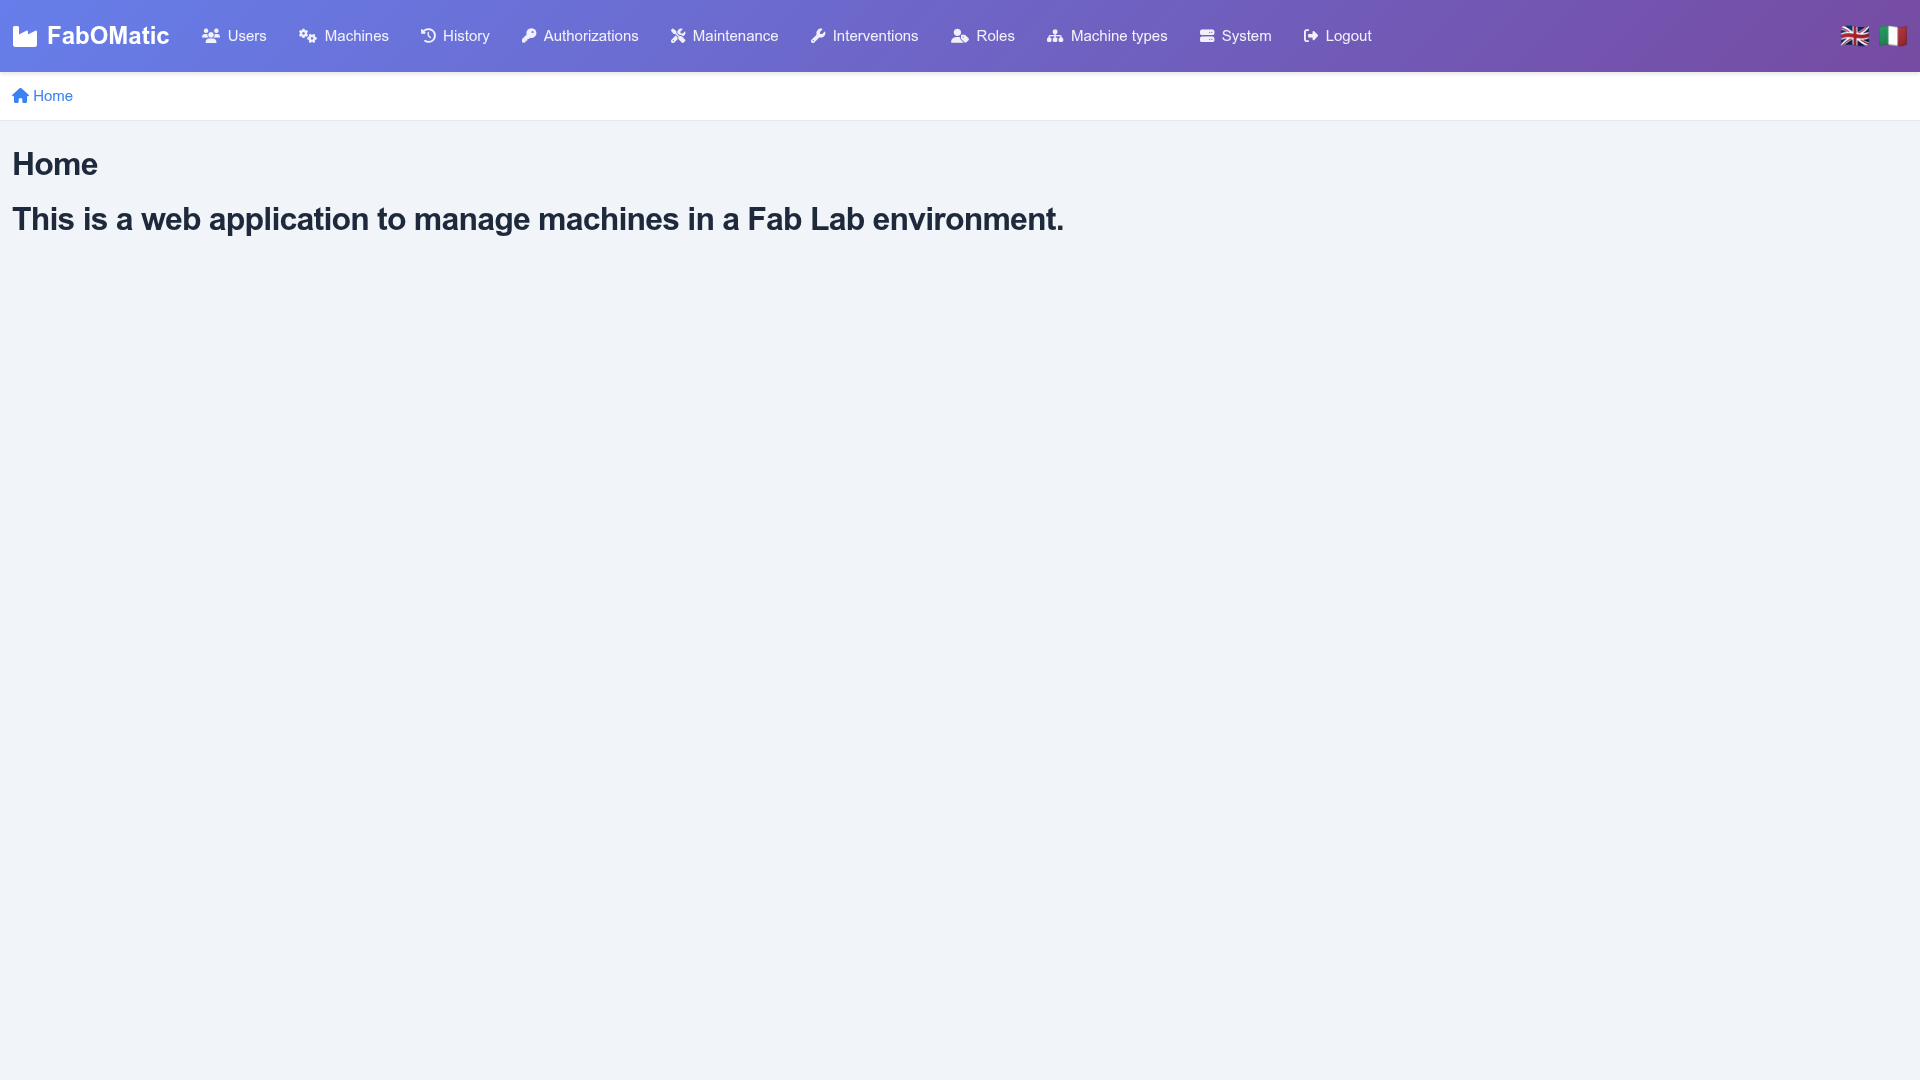 FabOMatic Users Machines History Authorizations Maintenance Interventions Roles Machine types System Logout
Home
Home
This is a web application to manage machines in a Fab Lab environment.